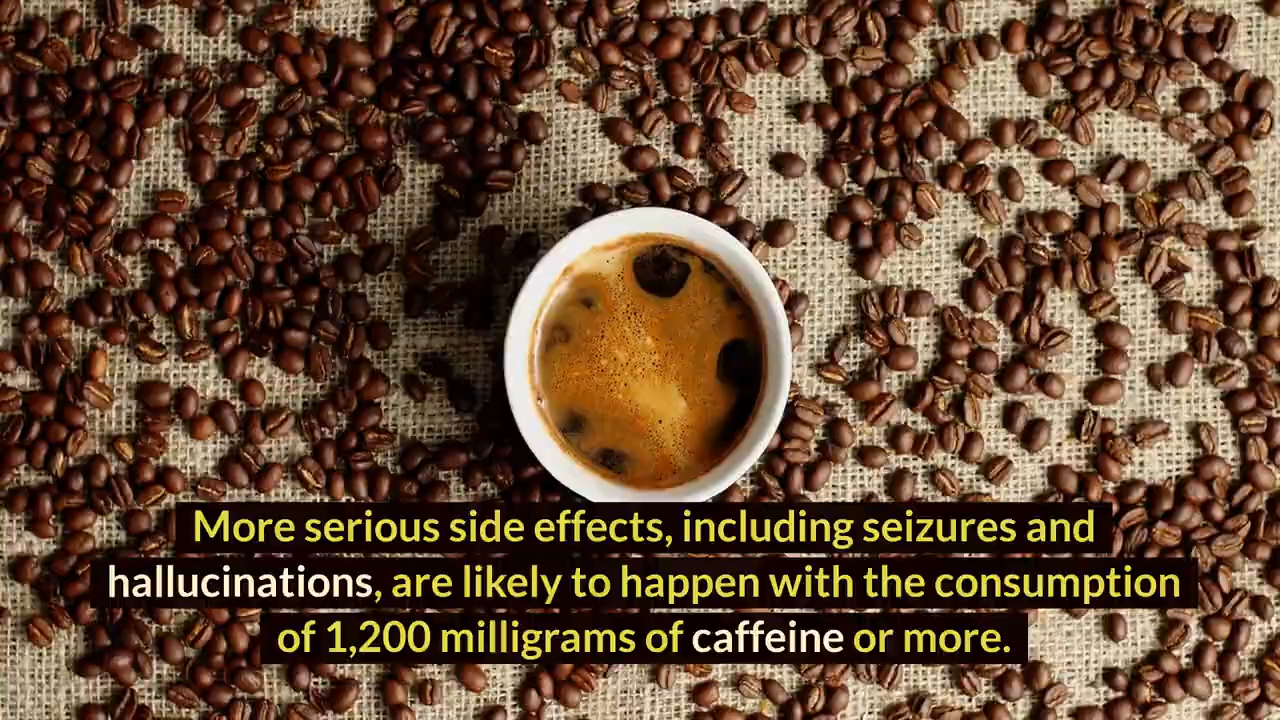 More serious side effects, including seizures and
hallucinations, are likely to happen with the consumption
of 1,200 milligrams of caffeine or more.